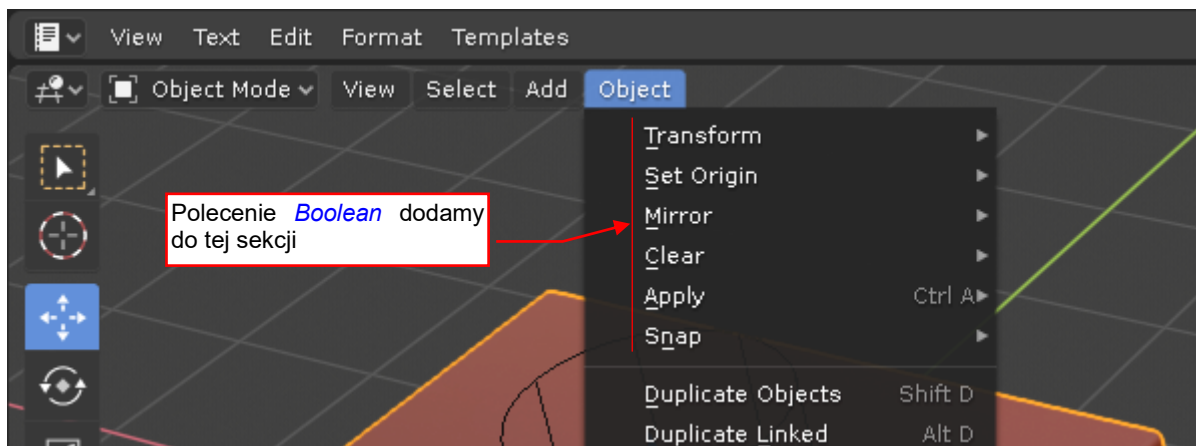 View Text Edit Format Templates
Object Mode View Select Add Object
Transform
Set Origin
Polecenie Boolean dodamy
do tej sekcji
Mirror
Clear
Apply Ctrl A
Snap
Duplicate Objects Shift D
Duplicate Linked Alt D